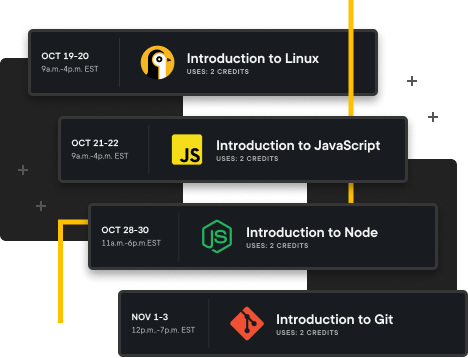 OCT 19-20
9a.m.-4p.m. EST
Introduction to Linux
USES: 2 CREDITS
OCT 21-22
9a.m.-4p.m. EST
JS
Introduction to JavaScript
USES: 2 CREDITS
OCT 28-30
11a.m.-6p.m.EST
JS
Introduction to Node
USES: 2 CREDITS
NOV 1-3
12p.m.,-7p.m. EST
Introduction to Git
USES: 2 CREDITS